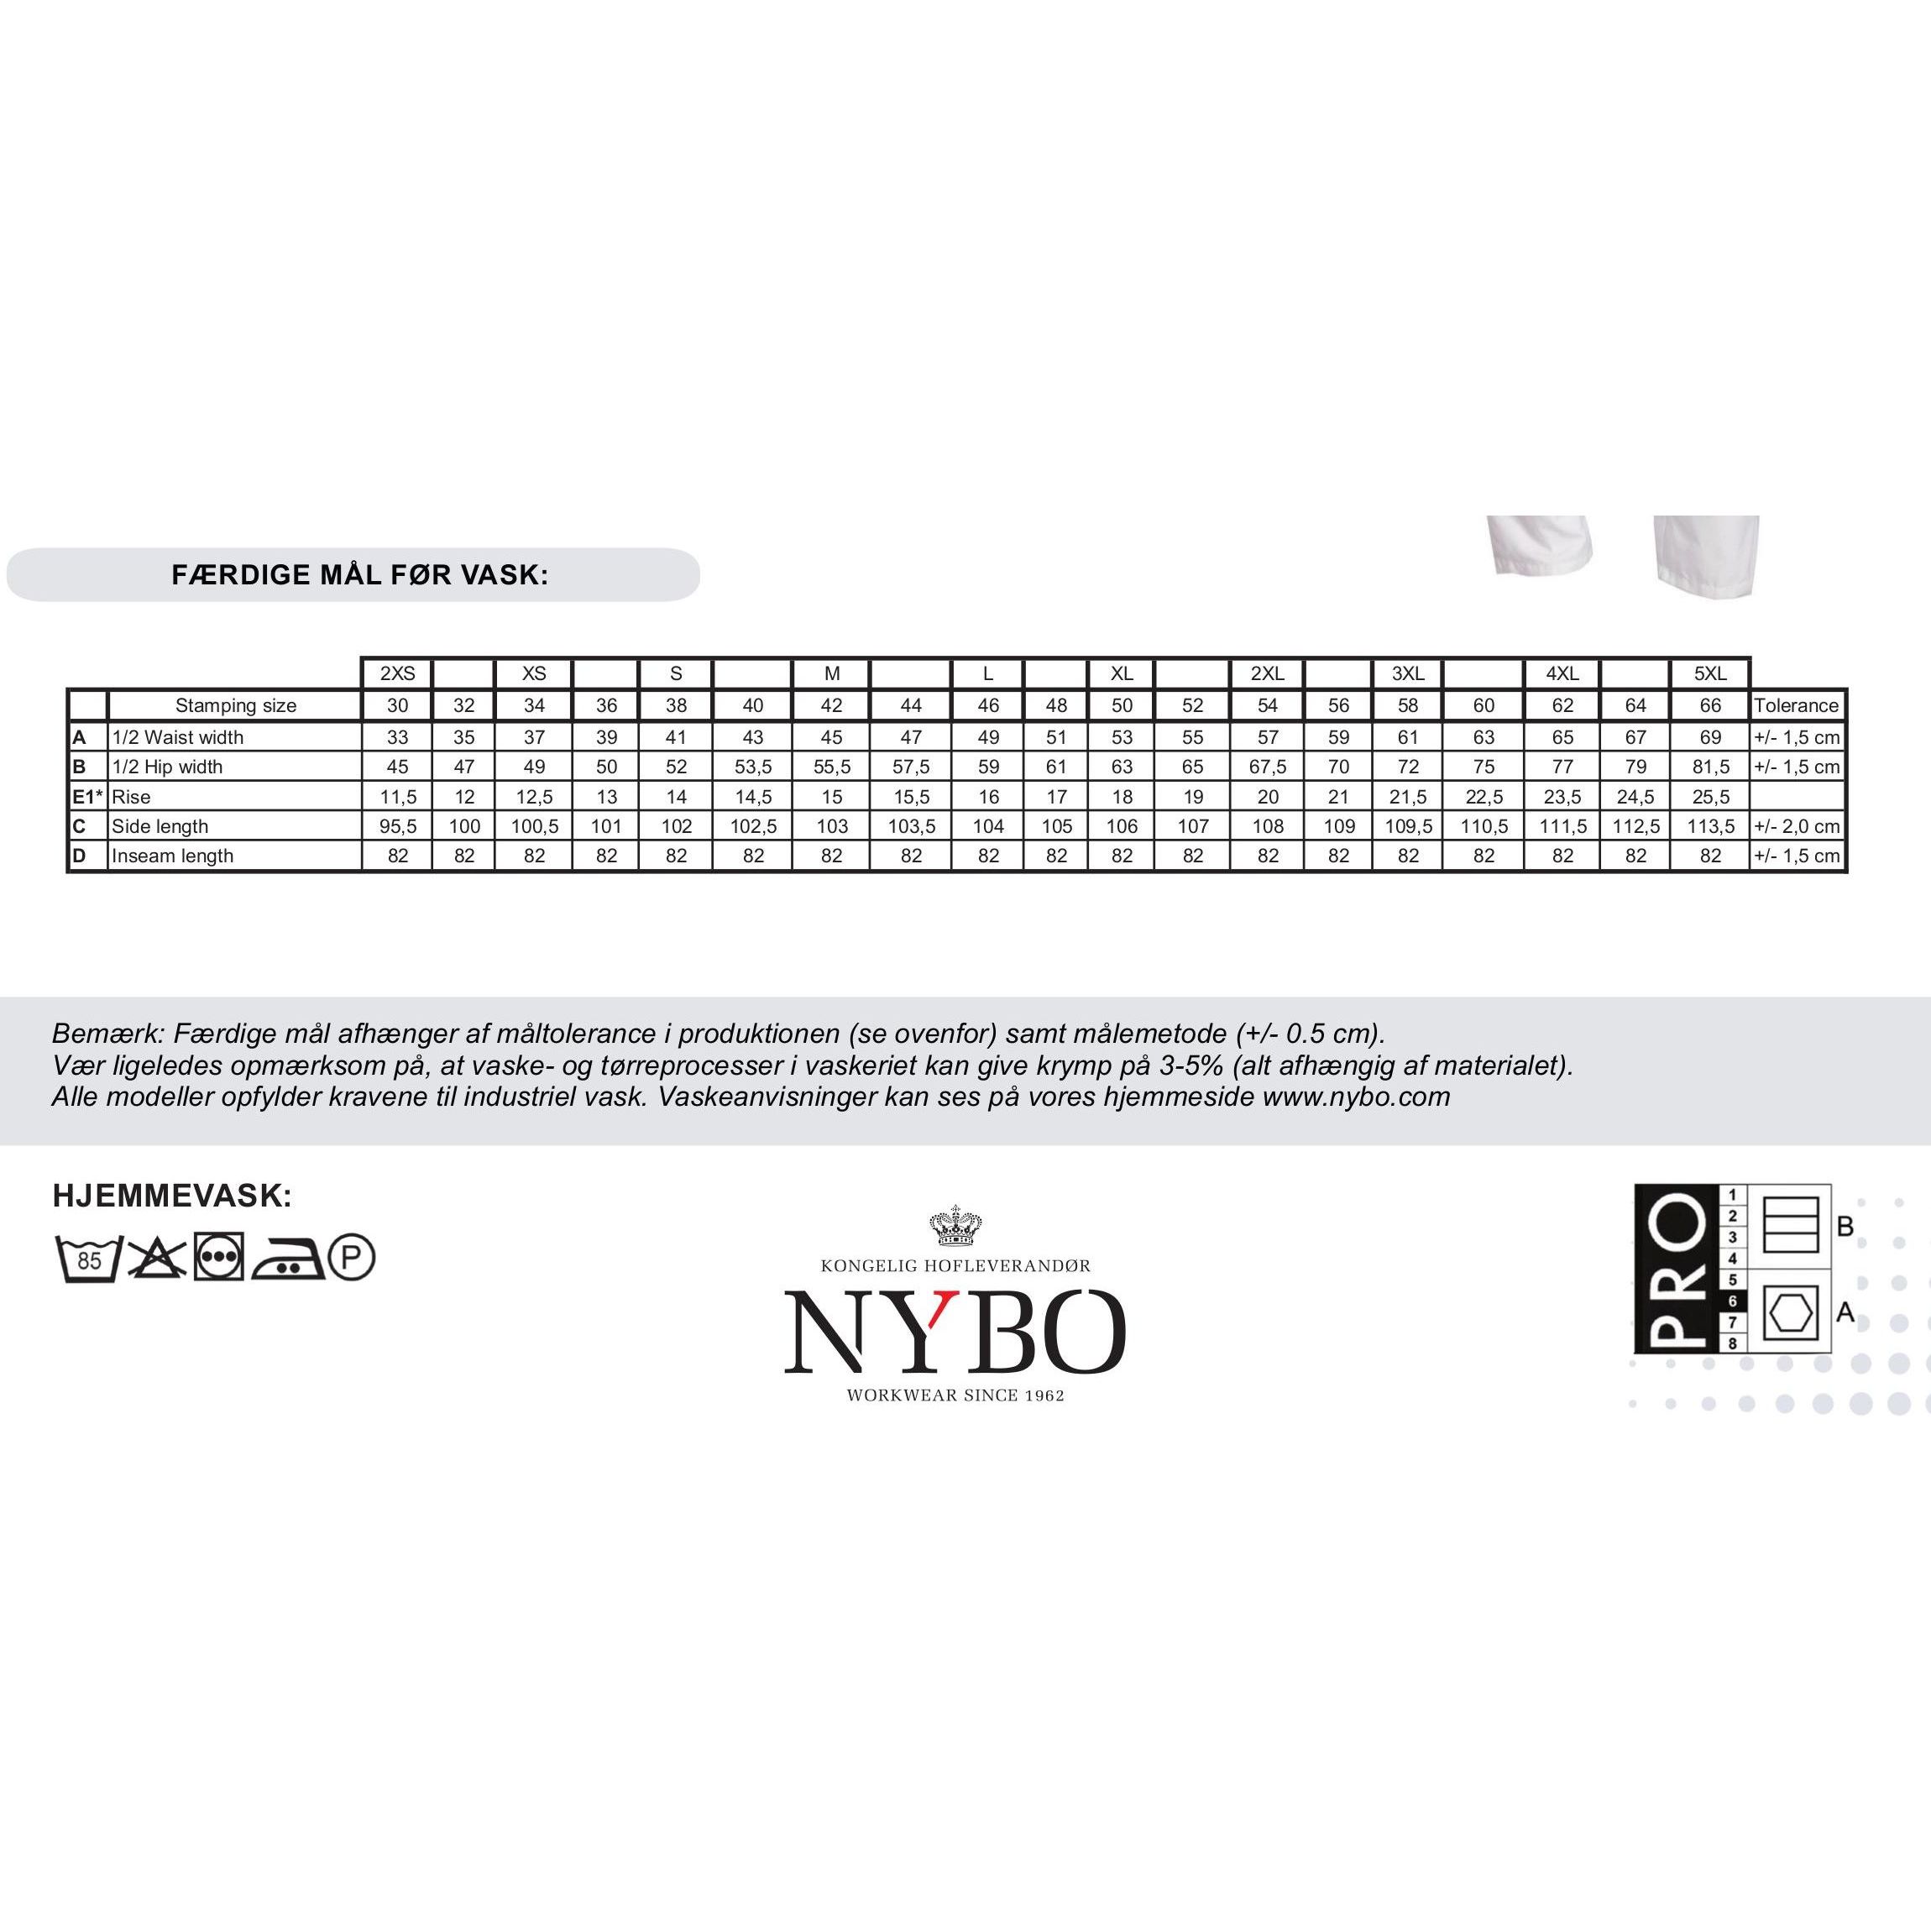 FÆRDIGE MÅL FØR VASK:
2XS XS S M L XL 2XL 3XL 4XL 5XL
Stamping size 30 32 34 36 38 40 42 44 46 48 50 52 54 56 58 60 62 64 66 Tolerance
A 1/2 Waist width 33 35 37 39 41 43 45 47 49 51 53 55 57 59 61 63 65 67 69 +/- 1,5 cm
B 1/2 Hip width 45 47 49 50 52 53,5 55,5 57,5 59 61 63 65 67,5 70 72 75 77 79 81,5 +/- 1,5 cm
E1* Rise 11,5 12 12,5 13 14 14,5 15 15,5 16 17 18 19 20 21 21,5 22,5 23,5 24,5 25,5
C Side length 95,5 100 100,5 101 102 102,5 103 103,5 104 105 106 107 108 109 109,5 110,5 111,5 112,5 113,5 +/- 2,0 cm
D Inseam length 82 82 82 82 82 82 82 82 82 82 82 82 82 82 82 82 82 82 82 +/- 1,5 cm
Bemærk: Færdige mål afhænger af måltolerance i produktionen (se ovenfor) samt målemetode (+/- 0.5 cm).
Vær ligeledes opmærksom på, at vaske- og tørreprocesser i vaskeriet kan give krymp på 3-5% (alt afhængig af materialet).
Alle modeller opfylder kravene til industriel vask. Vaskeanvisninger kan ses på vores hjemmeside www.nybo.com
HJEMMEVASK:
85 P
KONGELIG HOFLEVERANDØR
NYBO
WORKWEAR SINCE 1962
PRO
1
2
3
4
5
6
7
8
B
A